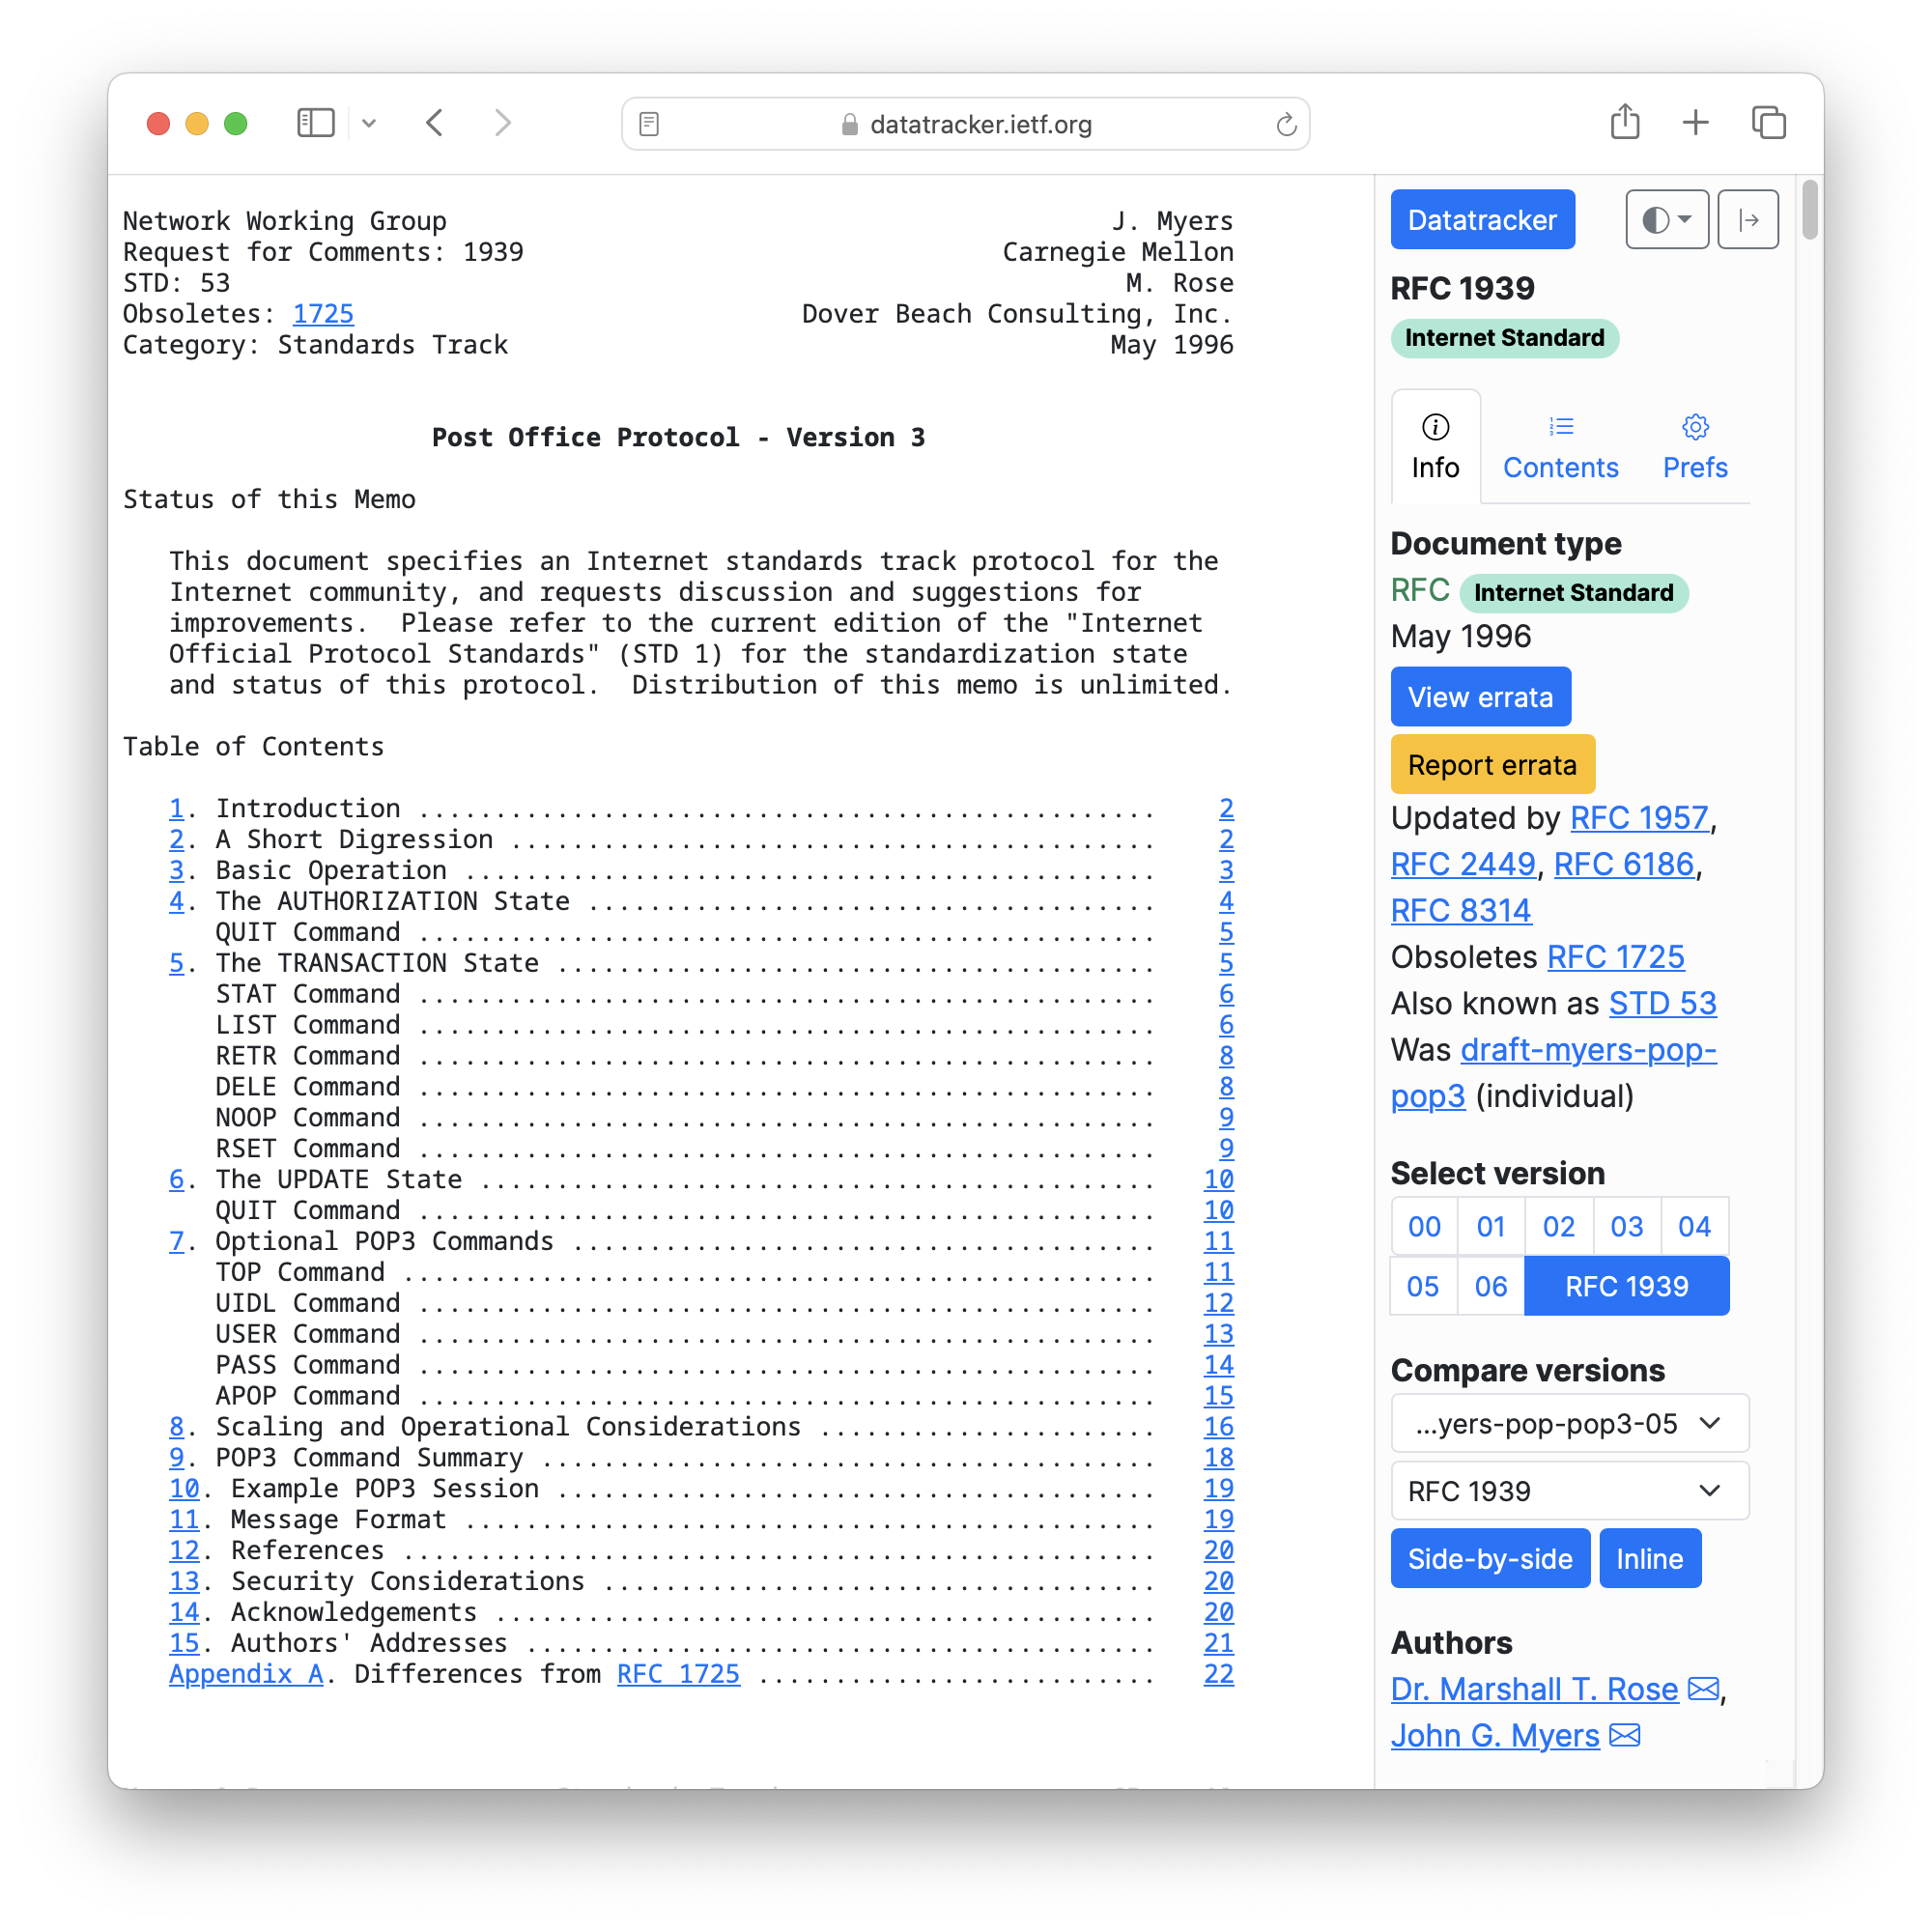 datatracker.ietf.org
Network Working Group                                           J. Myers
Request for Comments: 1939                               Carnegie Mellon
STD: 53                                                          M. Rose
Obsoletes: 1725                             Dover Beach Consulting, Inc.
Category: Standards Track                                       May 1996
Post Office Protocol - Version 3
Status of this Memo
This document specifies an Internet standards track protocol for the
Internet community, and requests discussion and suggestions for
improvements.  Please refer to the current edition of the "Internet
Official Protocol Standards" (STD 1) for the standardization state
and status of this protocol.  Distribution of this memo is unlimited.
Table of Contents
1. Introduction ................................................ 2
2. A Short Digression .......................................... 2
3. Basic Operation ............................................. 3
4. The AUTHORIZATION State ..................................... 4
QUIT Command ................................................ 5
5. The TRANSACTION State ....................................... 5
STAT Command ................................................ 6
LIST Command ................................................ 6
RETR Command ................................................ 8
DELE Command ................................................ 8
NOOP Command ................................................ 9
RSET Command ................................................ 9
6. The UPDATE State ............................................ 10
QUIT Command ................................................ 10
7. Optional POP3 Commands ...................................... 11
TOP Command ................................................. 11
UIDL Command ................................................ 12
USER Command ................................................ 13
PASS Command ................................................ 14
APOP Command ................................................ 15
8. Scaling and Operational Considerations ...................... 16
9. POP3 Command Summary ........................................ 18
10. Example POP3 Session ....................................... 19
11. Message Format ............................................. 19
12. References ................................................. 20
13. Security Considerations .................................... 20
14. Acknowledgements ........................................... 20
15. Authors' Addresses ......................................... 21
Appendix A. Differences from RFC 1725 .......................... 22
Datatracker
RFC 1939
Internet Standard
Info Contents Prefs
Document type
RFC Internet Standard
May 1996
View errata
Report errata
Updated by RFC 1957,
RFC 2449, RFC 6186,
RFC 8314
Obsoletes RFC 1725
Also known as STD 53
Was draft-myers-pop-
pop3 (individual)
Select version
00 01 02 03 04
05 06 RFC 1939
Compare versions
...yers-pop-pop3-05
RFC 1939
Side-by-side Inline
Authors
Dr. Marshall T. Rose,
John G. Myers